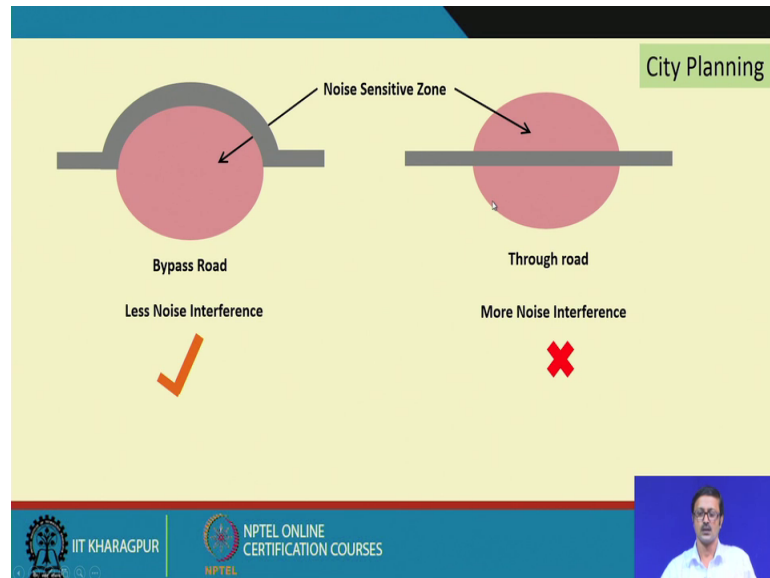 City Planning
Noise Sensitive Zone
Bypass Road
Through road
Less Noise Interference
More Noise Interference
IIT KHARAGPUR
NPTEL
NPTEL ONLINE
CERTIFICATION COURSES